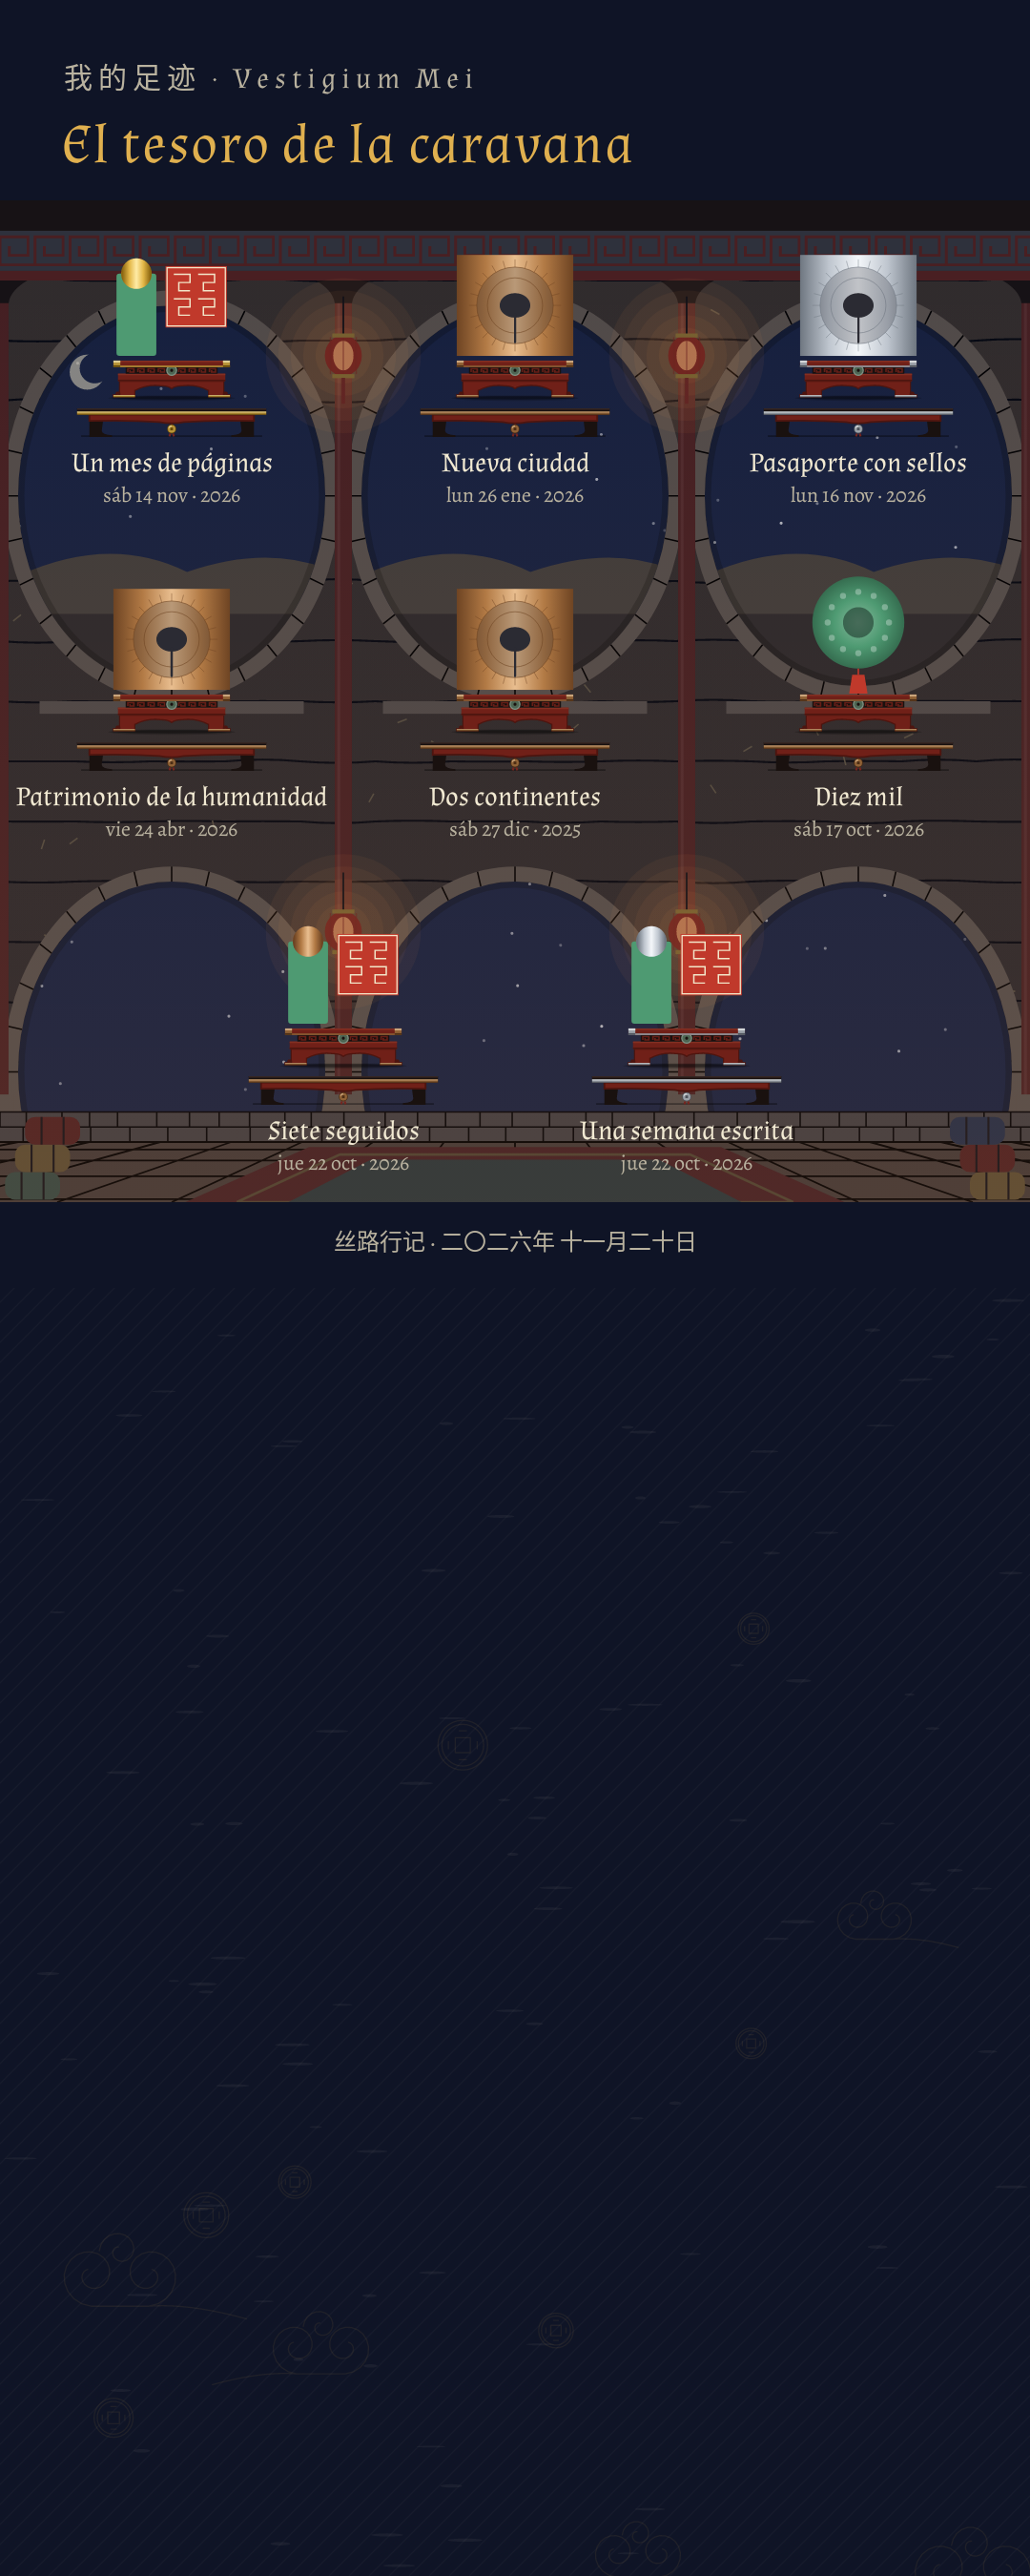 我的足迹 · Vestigium Mei
El tesoro de la caravana
Un mes de páginas
sáb 14 nov · 2026
Nueva ciudad
lun 26 ene · 2026
Pasaporte con sellos
lun 16 nov · 2026
Patrimonio de la humanidad
vie 24 abr · 2026
Dos continentes
sáb 27 dic · 2025
Diez mil
sáb 17 oct · 2026
Siete seguidos
jue 22 oct · 2026
Una semana escrita
jue 22 oct · 2026
丝路行记 · 二〇二六年 十一月二十日